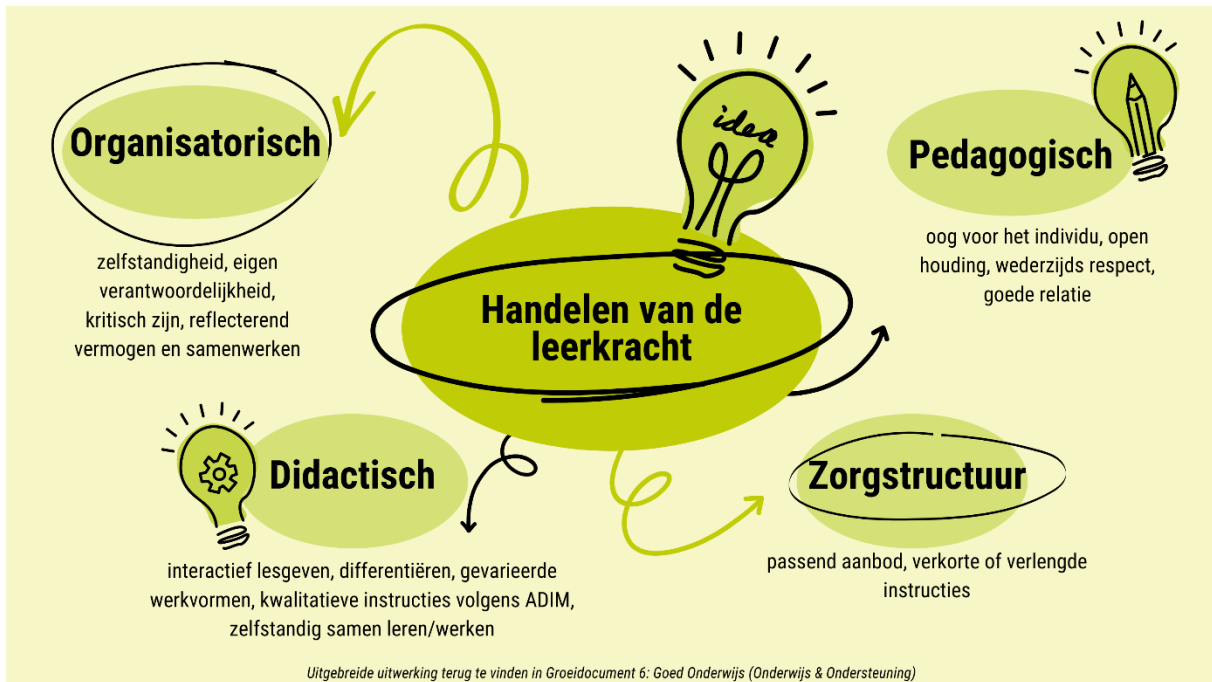 idea
Handelen van de
leerkracht
Organisatorisch
zelfstandigheid, eigen
verantwoordelijkheid,
kritisch zijn, reflecterend
vermogen en samenwerken
Pedagogisch
oog voor het individu, open
houding, wederzijds respect,
goede relatie
Didactisch
interactief lesgeven, differentiëren, gevarieerde
werkvormen, kwalitatieve instructies volgens ADIM,
zelfstandig samen leren/werken
Zorgstructuur
passend aanbod, verkorte of verlengde
instructies
Uitgebreide uitwerking terug te vinden in Groeidocument 6: Goed Onderwijs (Onderwijs & Ondersteuning)